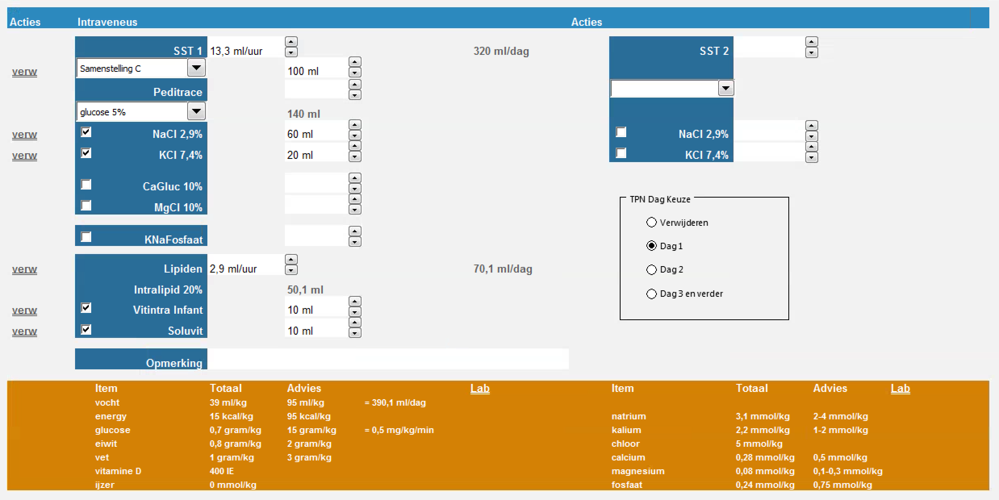 Acties Intraveneus Acties
SST 1 13,3 ml/uur 320 ml/dag SST 2
verw Samenstelling C 100 ml
Peditrace
glucose 5% 140 ml
verw NaCl 2,9% 60 ml NaCl 2,9%
verw KCl 7,4% 20 ml KCl 7,4%
CaGluc 10%
MgCl 10%
TPN Dag Keuze
Verwijderen
Dag 1
Dag 2
Dag 3 en verder
KNaFosfaat
verw Lipiden 2,9 ml/uur 70,1 ml/dag
Intralipid 20% 50,1 ml
verw Vitintra Infant 10 ml
verw Soluvit 10 ml
Opmerking
Item Totaal Advies Lab Item Totaal Advies Lab
vocht 39 ml/kg 95 ml/kg = 390,1 ml/dag
energy 15 kcal/kg 95 kcal/kg natrium 3,1 mmol/kg 2-4 mmol/kg
glucose 0,7 gram/kg 15 gram/kg = 0,5 mg/kg/min kalium 2,2 mmol/kg 1-2 mmol/kg
eiwit 0,8 gram/kg 2 gram/kg chloor 5 mmol/kg
vet 1 gram/kg 3 gram/kg calcium 0,28 mmol/kg 0,5 mmol/kg
vitamine D 400 IE magnesium 0,08 mmol/kg 0,1-0,3 mmol/kg
ijzer 0 mmol/kg fosfaat 0,24 mmol/kg 0,75 mmol/kg